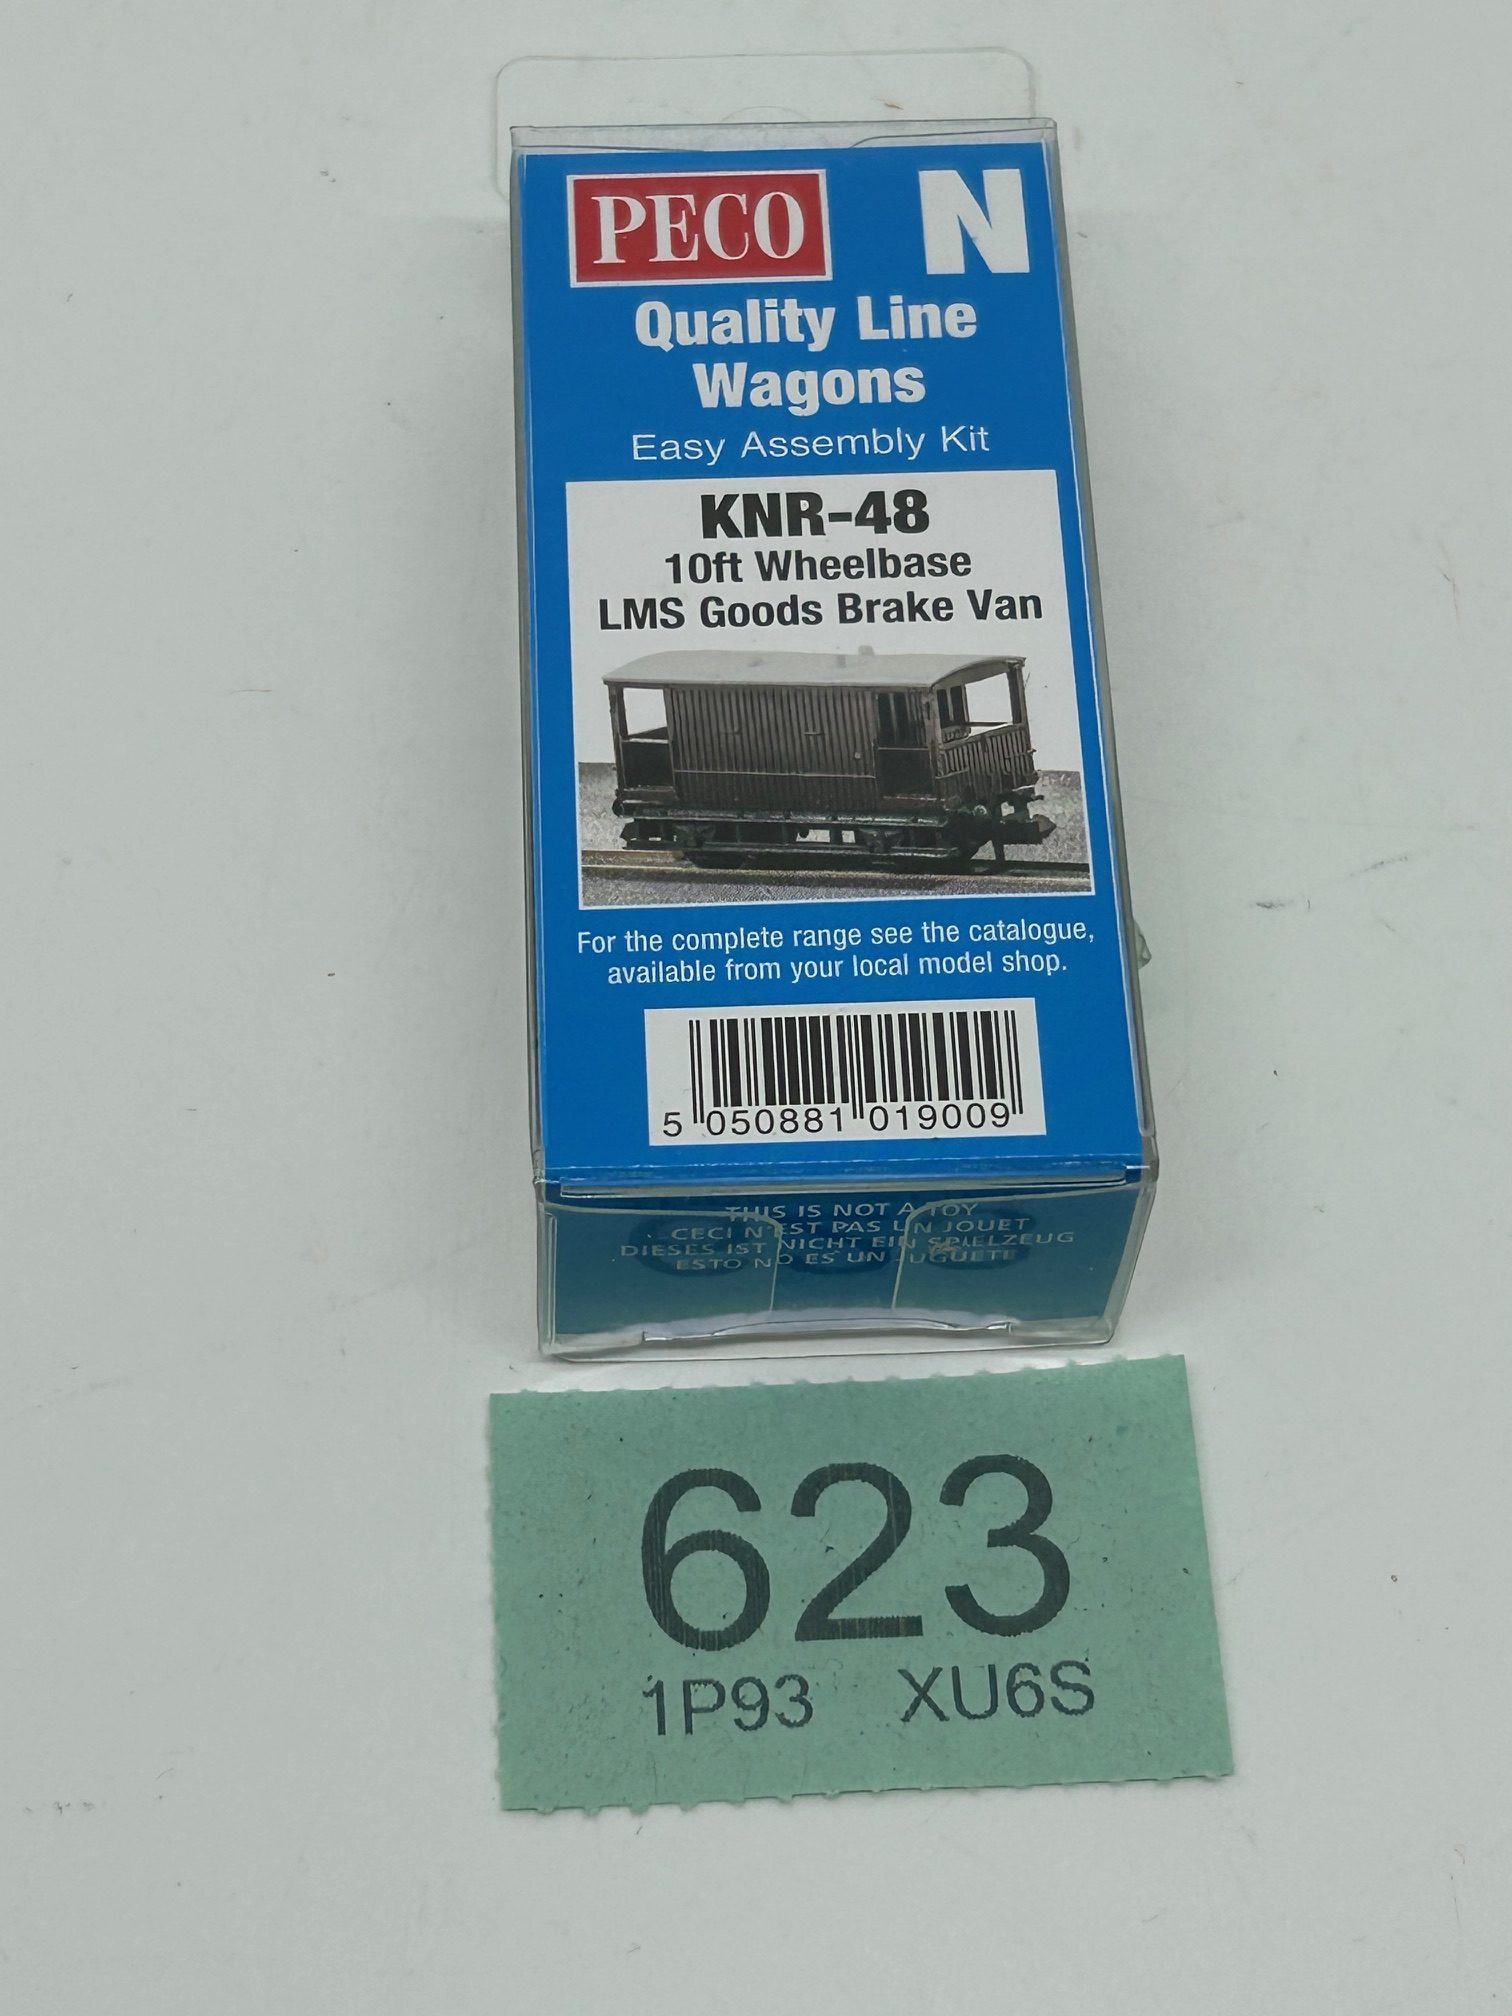 PECO N
Quality Line
Wagons
Easy Assembly Kit
KNR-48
10ft Wheelbase
LMS Goods Brake Van
For the complete range see the catalogue,
available from your local model shop.
5 050881 019009
THIS IS NOT A TOY
CECI N'EST PAS UN JOUET
DIESES IST NICHT EIN SPIELZEUG
ESTO NO ES UN JUGUETE
623
1P93 XU6S